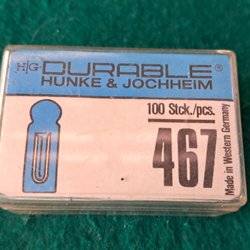 DURABLE®
HUNKE & JOCHHEIM
100 Stck./pcs.
467
Made in Western Germany